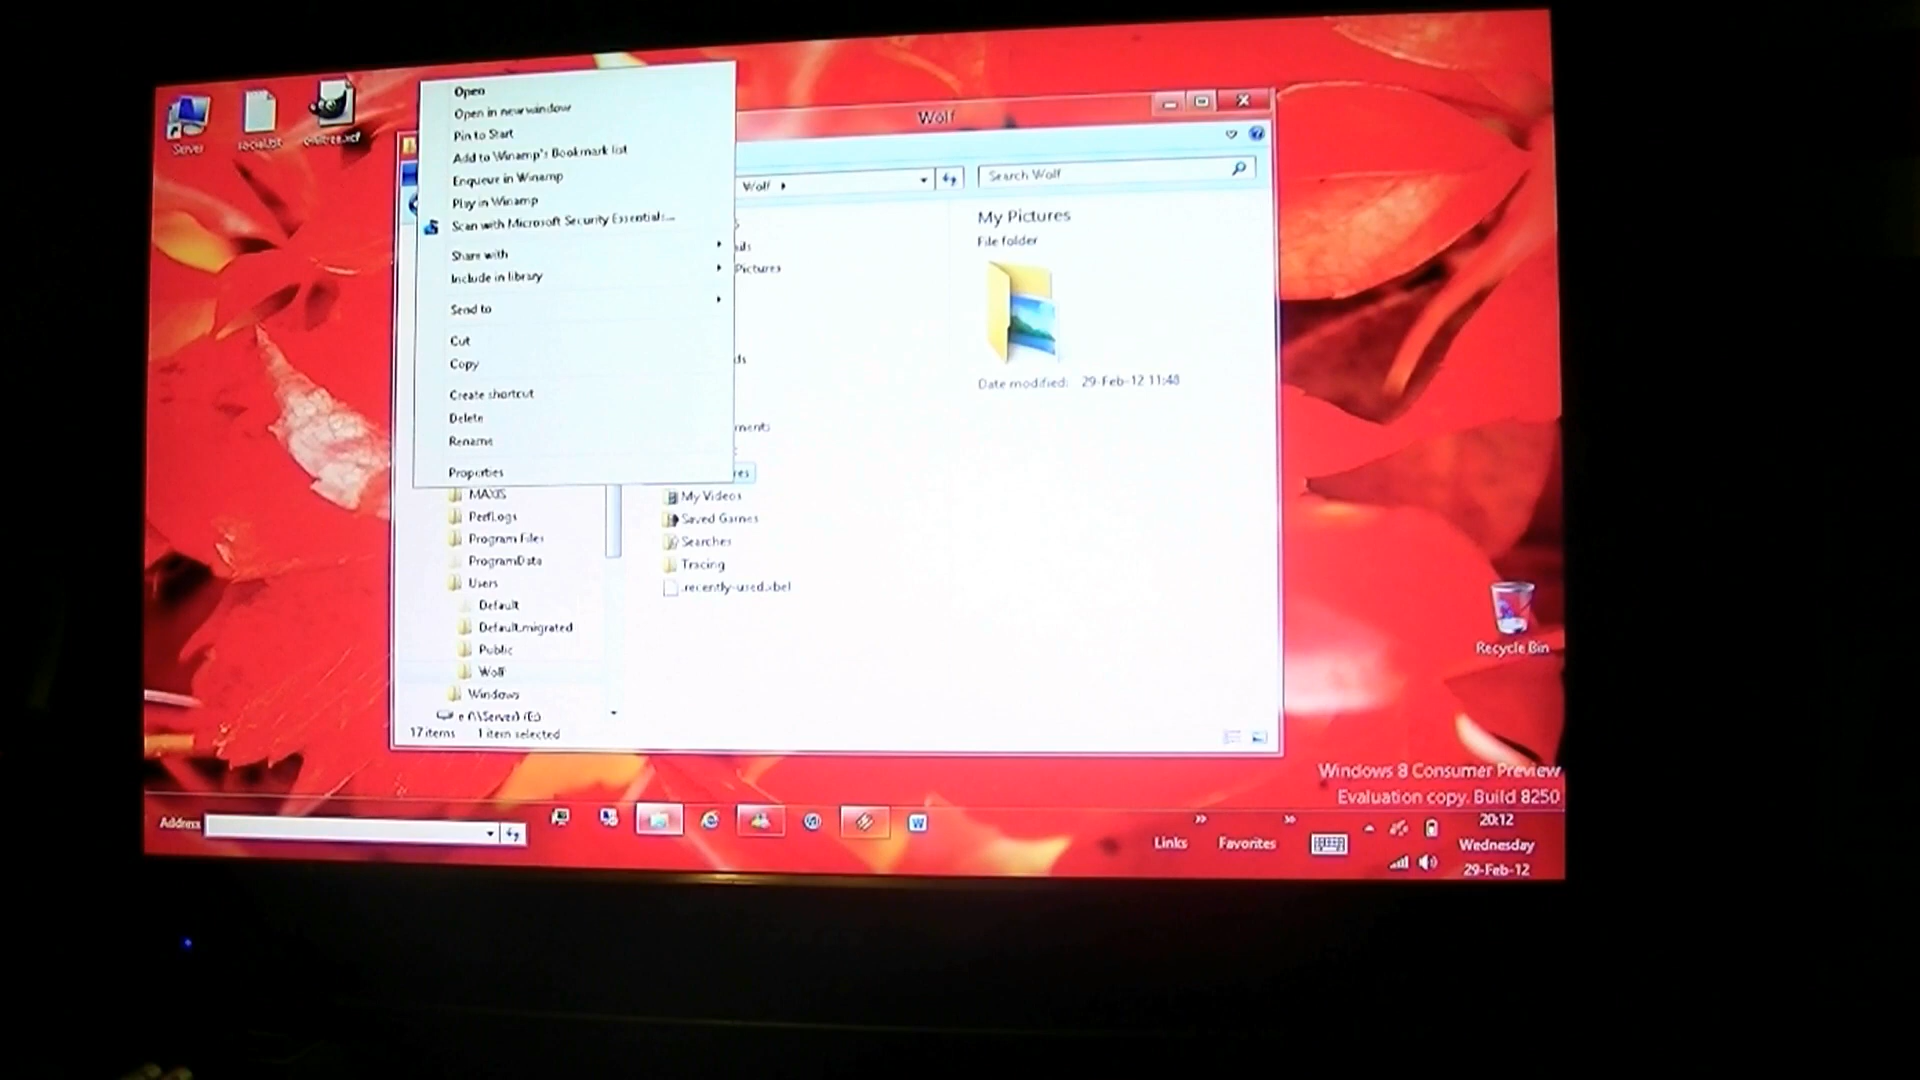 Server
social.txt
Open
Open in new window
Pin to Start
Add to Winamp's Bookmark list
Enqueue in Winamp
Play in Winamp
Scan with Microsoft Security Essentials...
Share with
Include in library
Send to
Cut
Copy
Create shortcut
Delete
Rename
Properties
Wolf
Wolf
Search Wolf
My Pictures
File folder
Date modified: 29-Feb-12 11:48
Pictures
ds
ments
res
My Videos
Saved Games
Searches
Tracing
.recently-used.xbel
MAXIS
PerfLogs
Program Files
ProgramData
Users
Default
Default.migrated
Public
Wolf
Windows
e (\\Server) (E:)
17 items 1 item selected
Recycle Bin
Windows 8 Consumer Preview
Evaluation copy. Build 8250
Address
W
Links
Favorites
20:12
Wednesday
29-Feb-12